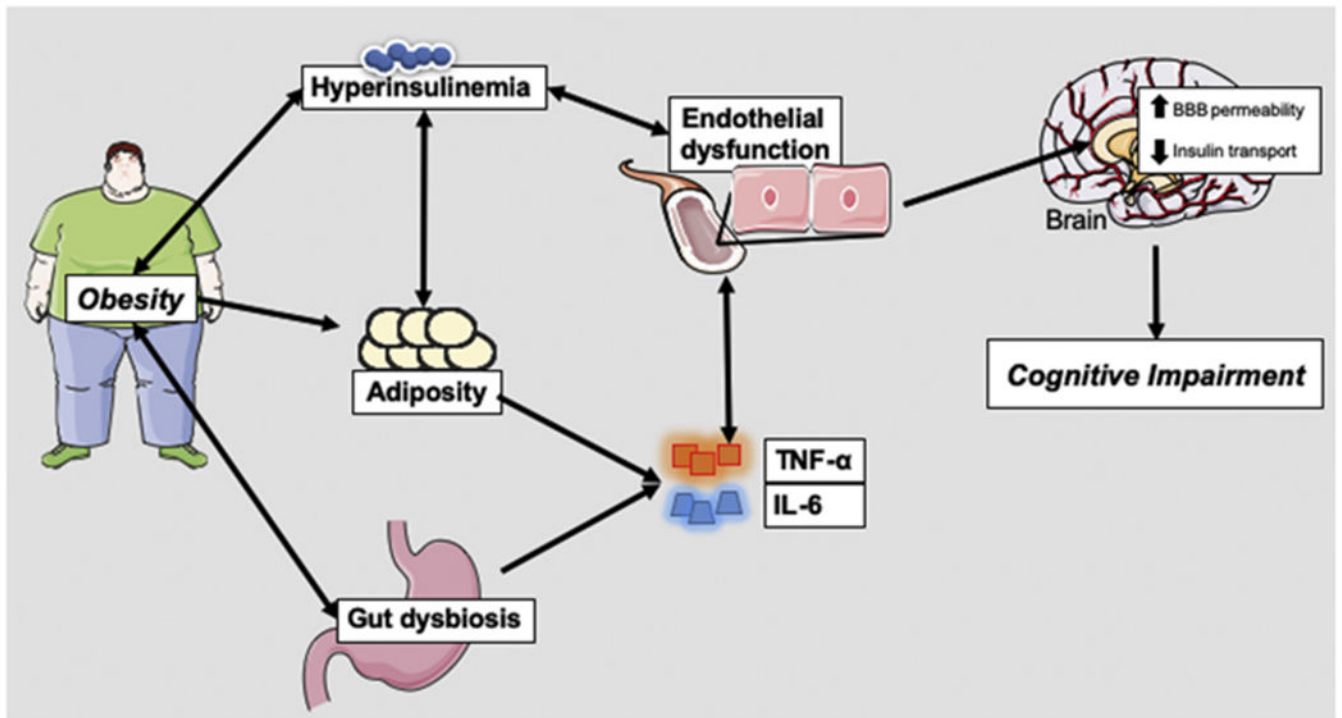 Hyperinsulinemia
Endothelial
dysfunction
BBB permeability
Insulin transport
Brain
Obesity
Adiposity
Cognitive Impairment
TNF-α
IL-6
Gut dysbiosis